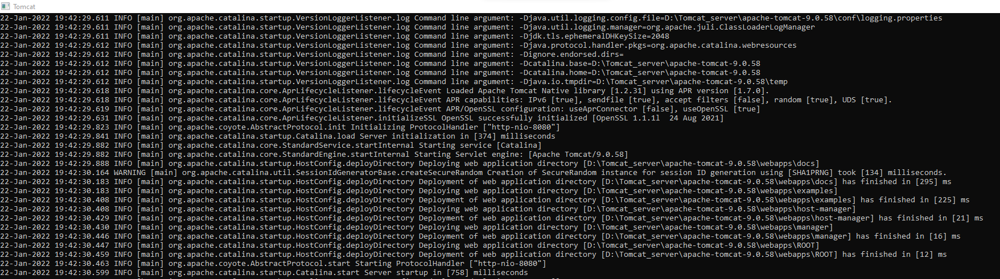 Tomcat
22-Jan-2022 19:42:29.611 INFO [main] org.apache.catalina.startup.VersionLoggerListener.log Command line argument: -Djava.util.logging.config.file=D:\Tomcat_server\apache-tomcat-9.0.58\conf\logging.properties
22-Jan-2022 19:42:29.611 INFO [main] org.apache.catalina.startup.VersionLoggerListener.log Command line argument: -Djava.util.logging.manager=org.apache.juli.ClassLoaderLogManager
22-Jan-2022 19:42:29.611 INFO [main] org.apache.catalina.startup.VersionLoggerListener.log Command line argument: -Djdk.tls.ephemeralDHKeySize=2048
22-Jan-2022 19:42:29.612 INFO [main] org.apache.catalina.startup.VersionLoggerListener.log Command line argument: -Djava.protocol.handler.pkgs=org.apache.catalina.webresources
22-Jan-2022 19:42:29.612 INFO [main] org.apache.catalina.startup.VersionLoggerListener.log Command line argument: -Dignore.endorsed.dirs=
22-Jan-2022 19:42:29.612 INFO [main] org.apache.catalina.startup.VersionLoggerListener.log Command line argument: -Dcatalina.base=D:\Tomcat_server\apache-tomcat-9.0.58
22-Jan-2022 19:42:29.612 INFO [main] org.apache.catalina.startup.VersionLoggerListener.log Command line argument: -Dcatalina.home=D:\Tomcat_server\apache-tomcat-9.0.58
22-Jan-2022 19:42:29.612 INFO [main] org.apache.catalina.startup.VersionLoggerListener.log Command line argument: -Djava.io.tmpdir=D:\Tomcat_server\apache-tomcat-9.0.58\temp
22-Jan-2022 19:42:29.618 INFO [main] org.apache.catalina.core.AprLifecycleListener.lifecycleEvent Loaded Apache Tomcat Native library [1.2.31] using APR version [1.7.0].
22-Jan-2022 19:42:29.618 INFO [main] org.apache.catalina.core.AprLifecycleListener.lifecycleEvent APR capabilities: IPv6 [true], sendfile [true], accept filters [false], random [true], UDS [true].
22-Jan-2022 19:42:29.619 INFO [main] org.apache.catalina.core.AprLifecycleListener.lifecycleEvent APR/OpenSSL configuration: useAprConnector [false], useOpenSSL [true]
22-Jan-2022 19:42:29.631 INFO [main] org.apache.catalina.core.AprLifecycleListener.initializeSSL OpenSSL successfully initialized [OpenSSL 1.1.1l  24 Aug 2021]
22-Jan-2022 19:42:29.823 INFO [main] org.apache.coyote.AbstractProtocol.init Initializing ProtocolHandler ["http-nio-8080"]
22-Jan-2022 19:42:29.841 INFO [main] org.apache.catalina.startup.Catalina.load Server initialization in [374] milliseconds
22-Jan-2022 19:42:29.882 INFO [main] org.apache.catalina.core.StandardService.startInternal Starting service [Catalina]
22-Jan-2022 19:42:29.882 INFO [main] org.apache.catalina.core.StandardEngine.startInternal Starting Servlet engine: [Apache Tomcat/9.0.58]
22-Jan-2022 19:42:29.888 INFO [main] org.apache.catalina.startup.HostConfig.deployDirectory Deploying web application directory [D:\Tomcat_server\apache-tomcat-9.0.58\webapps\docs]
22-Jan-2022 19:42:30.164 WARNING [main] org.apache.catalina.util.SessionIdGeneratorBase.createSecureRandom Creation of SecureRandom instance for session ID generation using [SHA1PRNG] took [134] milliseconds.
22-Jan-2022 19:42:30.183 INFO [main] org.apache.catalina.startup.HostConfig.deployDirectory Deployment of web application directory [D:\Tomcat_server\apache-tomcat-9.0.58\webapps\docs] has finished in [295] ms
22-Jan-2022 19:42:30.183 INFO [main] org.apache.catalina.startup.HostConfig.deployDirectory Deploying web application directory [D:\Tomcat_server\apache-tomcat-9.0.58\webapps\examples]
22-Jan-2022 19:42:30.408 INFO [main] org.apache.catalina.startup.HostConfig.deployDirectory Deployment of web application directory [D:\Tomcat_server\apache-tomcat-9.0.58\webapps\examples] has finished in [225] ms
22-Jan-2022 19:42:30.408 INFO [main] org.apache.catalina.startup.HostConfig.deployDirectory Deploying web application directory [D:\Tomcat_server\apache-tomcat-9.0.58\webapps\host-manager]
22-Jan-2022 19:42:30.429 INFO [main] org.apache.catalina.startup.HostConfig.deployDirectory Deployment of web application directory [D:\Tomcat_server\apache-tomcat-9.0.58\webapps\host-manager] has finished in [21] ms
22-Jan-2022 19:42:30.430 INFO [main] org.apache.catalina.startup.HostConfig.deployDirectory Deploying web application directory [D:\Tomcat_server\apache-tomcat-9.0.58\webapps\manager]
22-Jan-2022 19:42:30.446 INFO [main] org.apache.catalina.startup.HostConfig.deployDirectory Deployment of web application directory [D:\Tomcat_server\apache-tomcat-9.0.58\webapps\manager] has finished in [16] ms
22-Jan-2022 19:42:30.447 INFO [main] org.apache.catalina.startup.HostConfig.deployDirectory Deploying web application directory [D:\Tomcat_server\apache-tomcat-9.0.58\webapps\ROOT]
22-Jan-2022 19:42:30.459 INFO [main] org.apache.catalina.startup.HostConfig.deployDirectory Deployment of web application directory [D:\Tomcat_server\apache-tomcat-9.0.58\webapps\ROOT] has finished in [12] ms
22-Jan-2022 19:42:30.463 INFO [main] org.apache.coyote.AbstractProtocol.start Starting ProtocolHandler ["http-nio-8080"]
22-Jan-2022 19:42:30.599 INFO [main] org.apache.catalina.startup.Catalina.start Server startup in [758] milliseconds